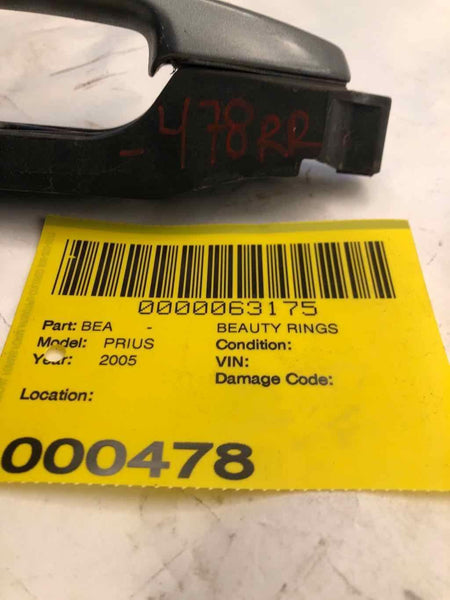 -478RR
0000063175
Part: BEA - BEAUTY RINGS
Model: PRIUS Condition:
Year: 2005 VIN:
Damage Code:
Location:
000478